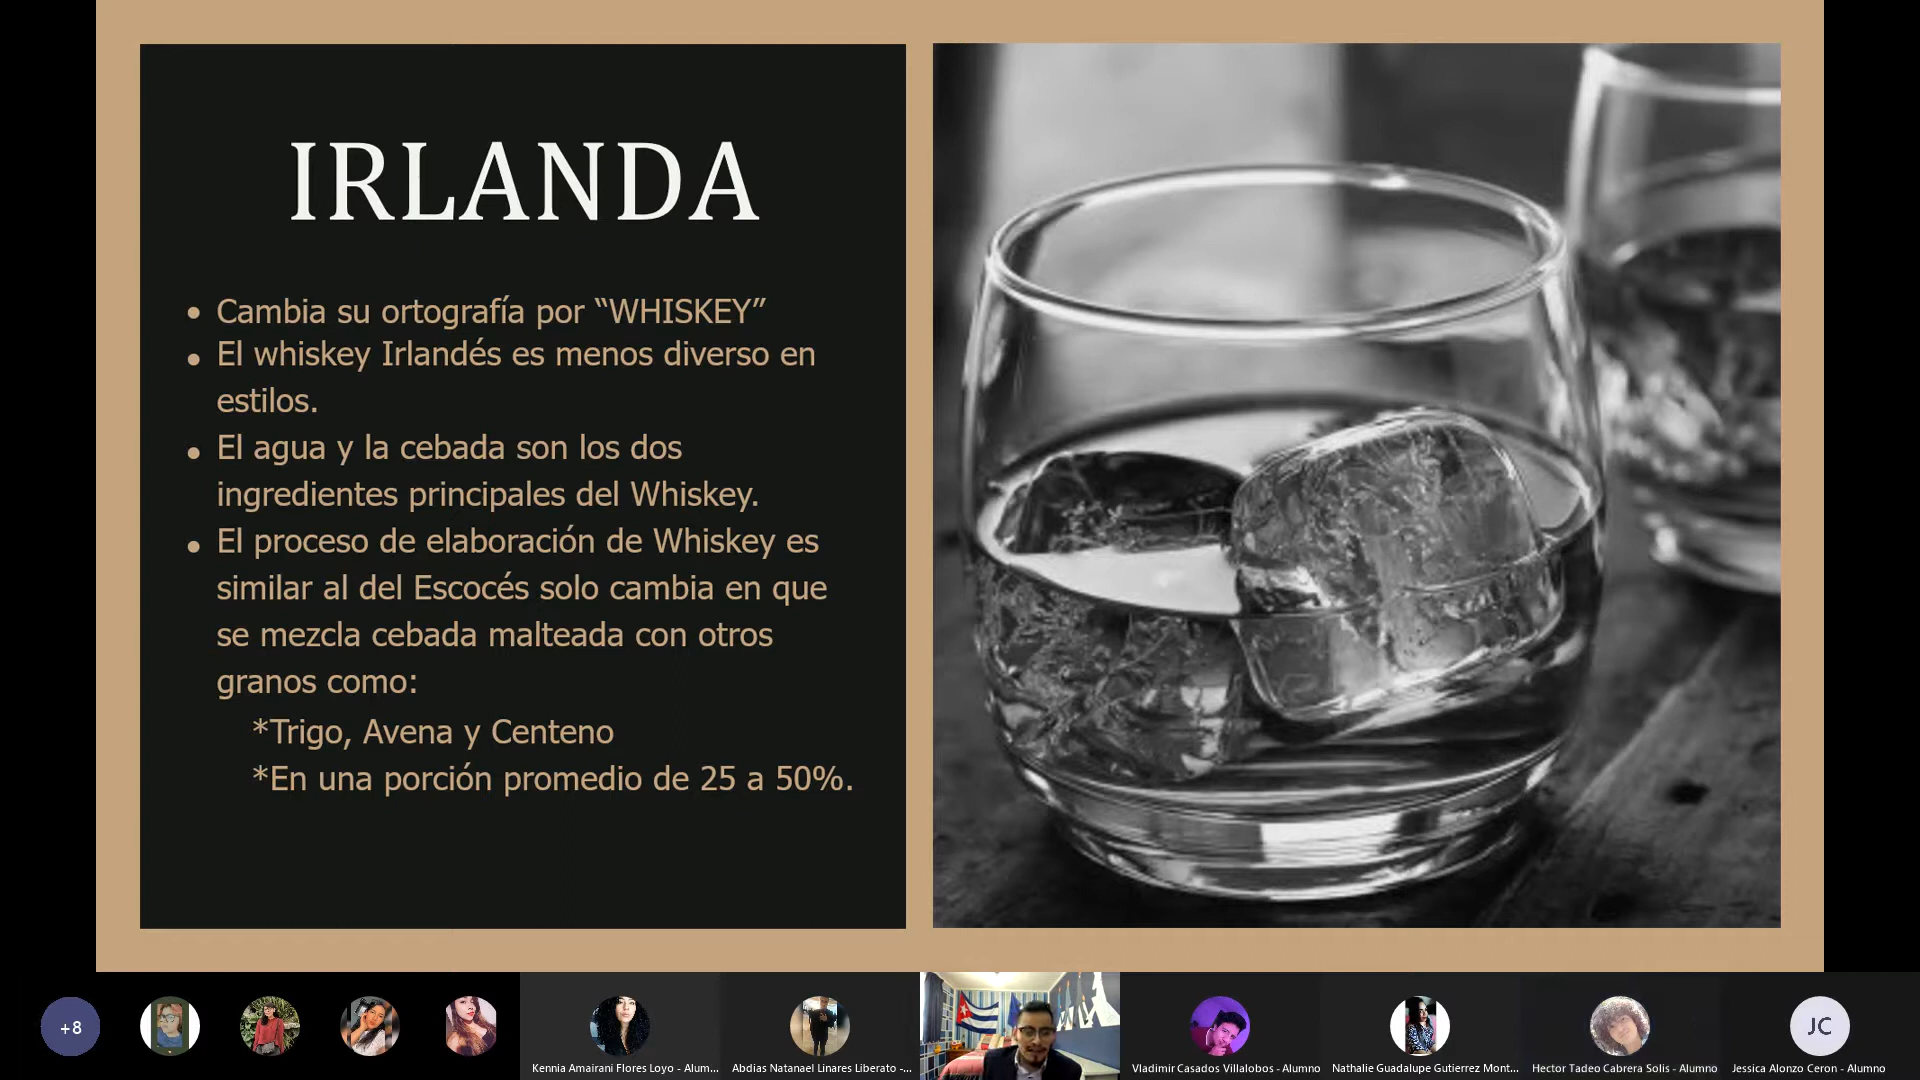 IRLANDA
• Cambia su ortografía por “WHISKEY”
• El whiskey Irlandés es menos diverso en
estilos.
• El agua y la cebada son los dos
ingredientes principales del Whiskey.
• El proceso de elaboración de Whiskey es
similar al del Escocés solo cambia en que
se mezcla cebada malteada con otros
granos como:
*Trigo, Avena y Centeno
*En una porción promedio de 25 a 50%.
+8
Kennia Amairani Flores Loyo - Alum...
Abdias Natanael Linares Liberato -...
Vladimir Casados Villalobos - Alumno
Nathalie Guadalupe Gutierrez Mont...
Hector Tadeo Cabrera Solis - Alumno
JC
Jessica Alonzo Ceron - Alumno